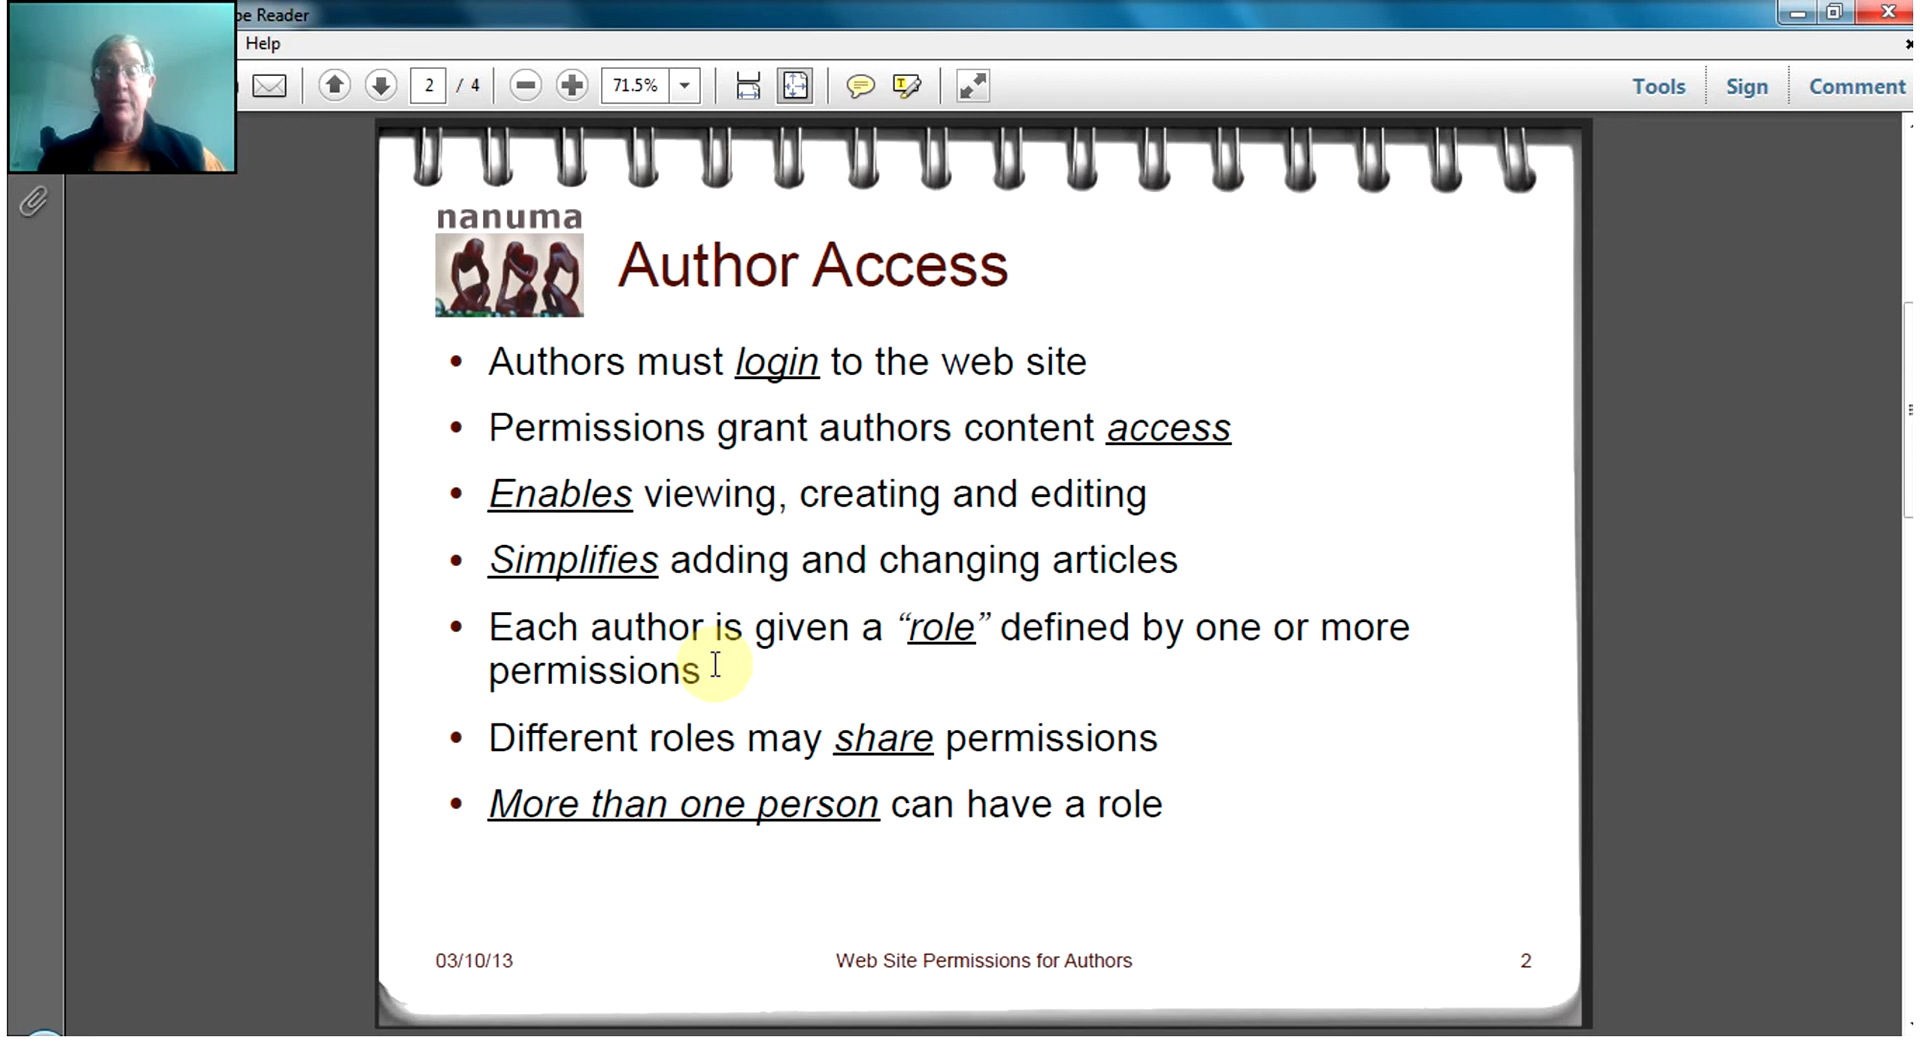 be Reader
Help
2 / 4
71.5%
Tools
Sign
Comment
nanuma
Author Access
• Authors must login to the web site
• Permissions grant authors content access
• Enables viewing, creating and editing
• Simplifies adding and changing articles
• Each author is given a “role” defined by one or more
permissions
• Different roles may share permissions
• More than one person can have a role
03/10/13
Web Site Permissions for Authors
2